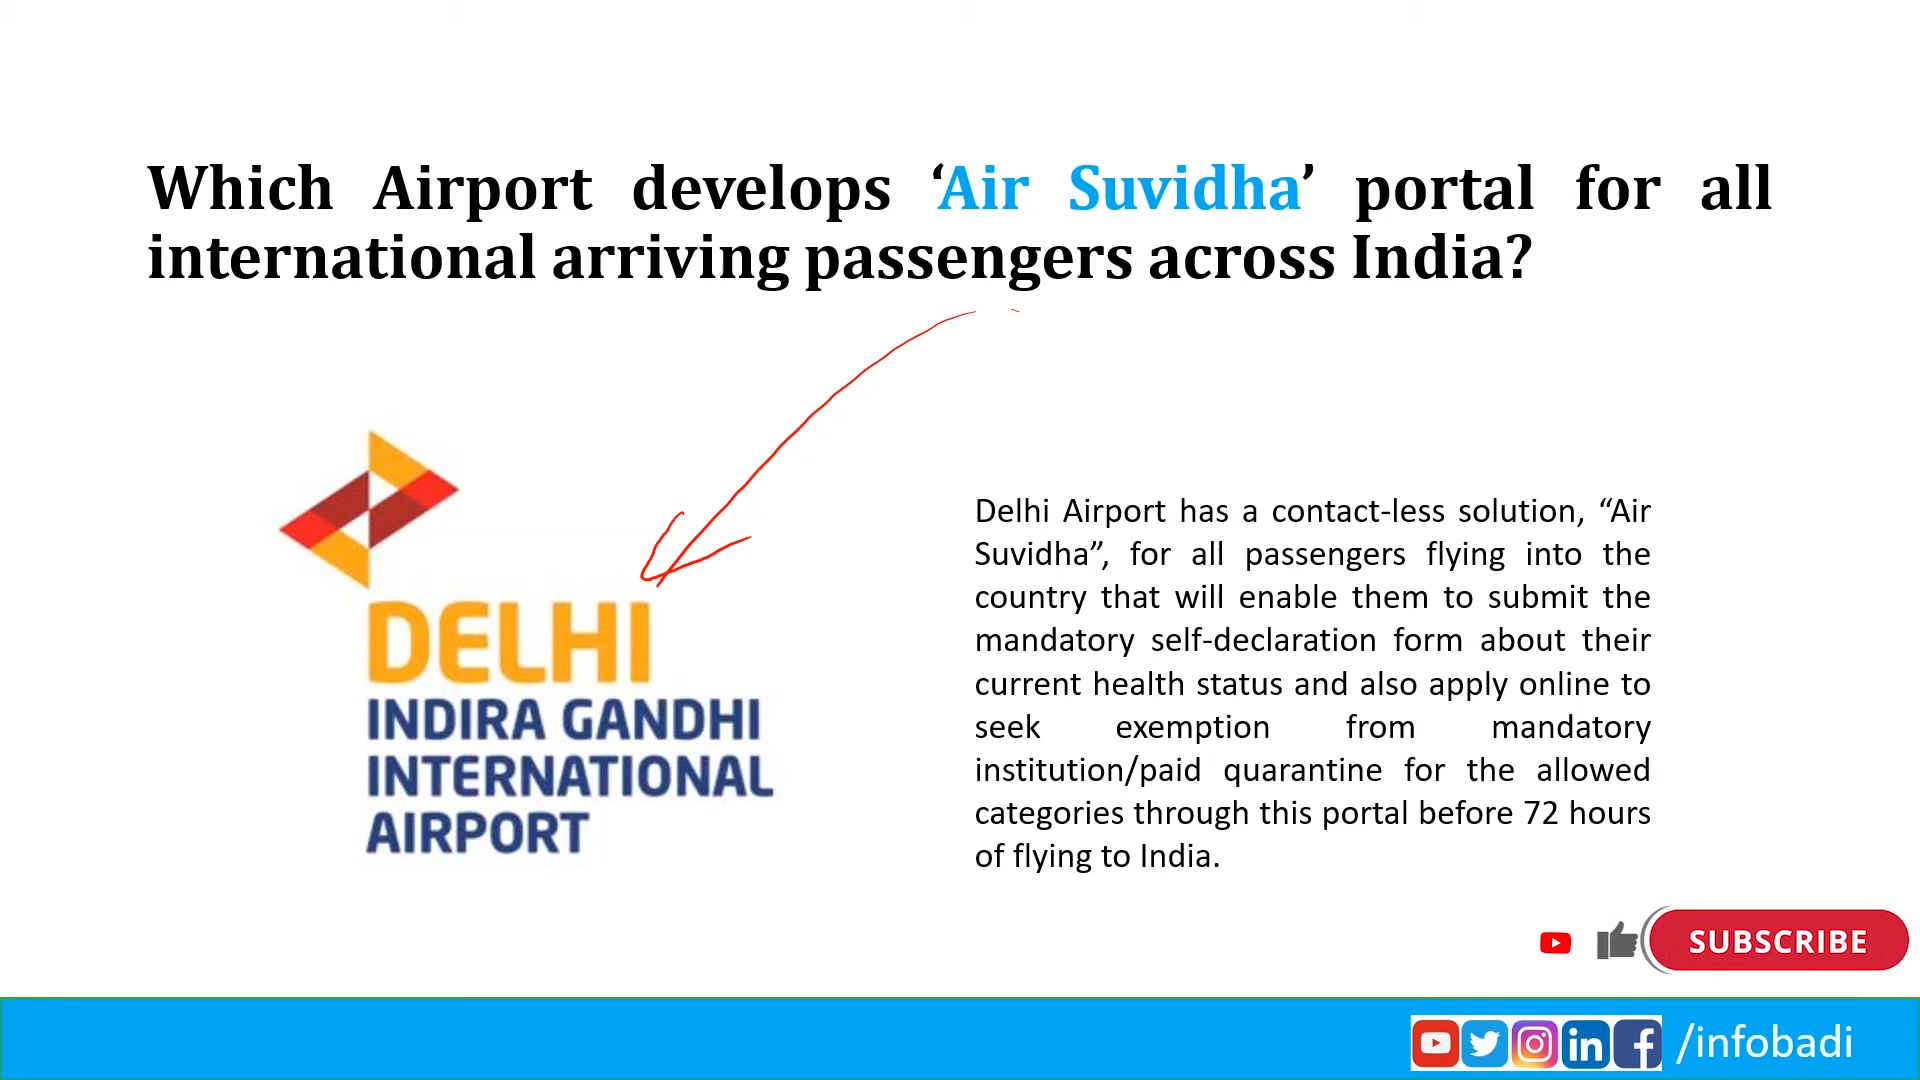 Which Airport develops ‘Air Suvidha’ portal for all
international arriving passengers across India?
DELHI
INDIRA GANDHI
INTERNATIONAL
AIRPORT
Delhi Airport has a contact-less solution, “Air
Suvidha”, for all passengers flying into the
country that will enable them to submit the
mandatory self-declaration form about their
current health status and also apply online to
seek exemption from mandatory
institution/paid quarantine for the allowed
categories through this portal before 72 hours
of flying to India.
SUBSCRIBE
/infobadi